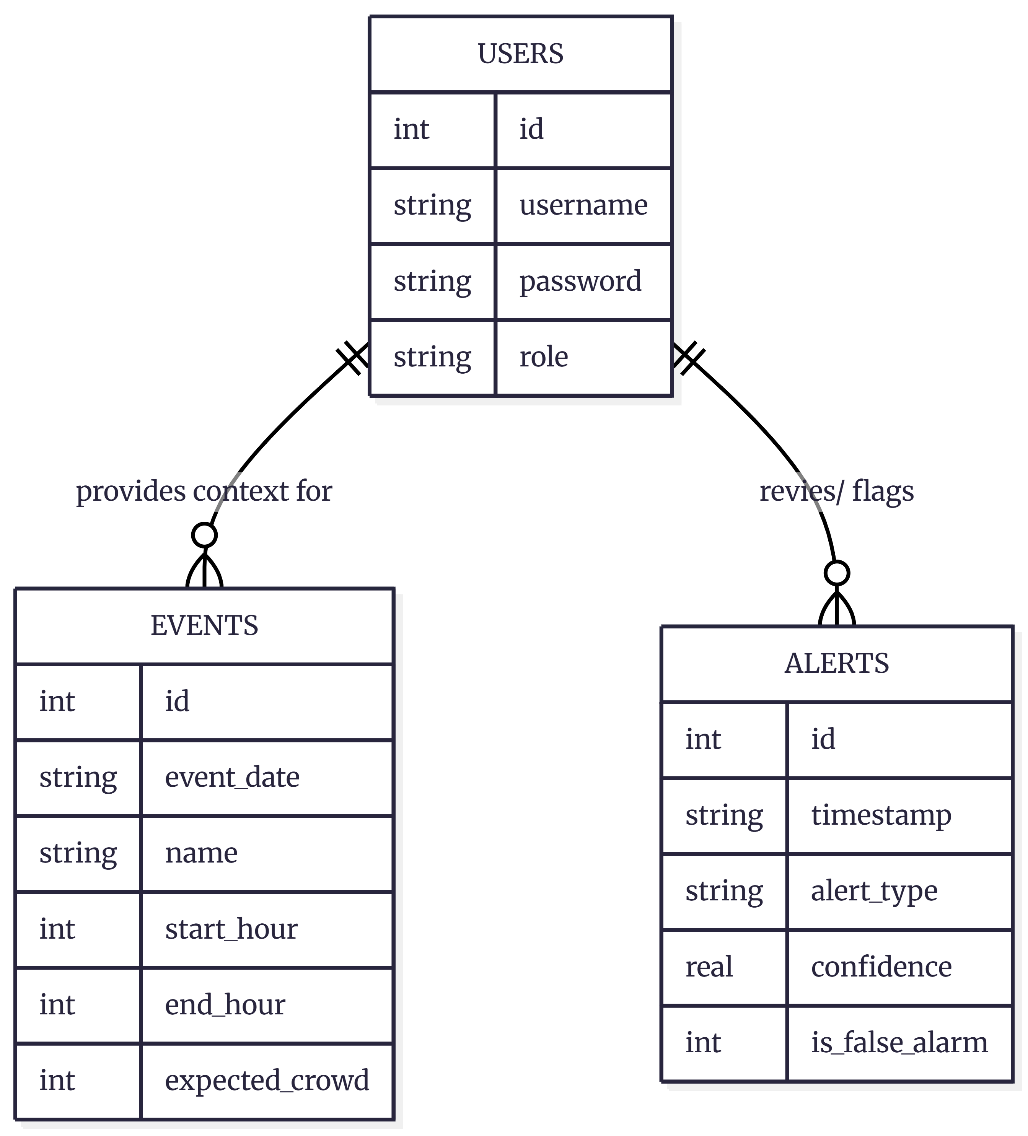 USERS
int id
string username
string password
string role
provides context for
revies/ flags
EVENTS
int id
string event_date
string name
int start_hour
int end_hour
int expected_crowd
ALERTS
int id
string timestamp
string alert_type
real confidence
int is_false_alarm